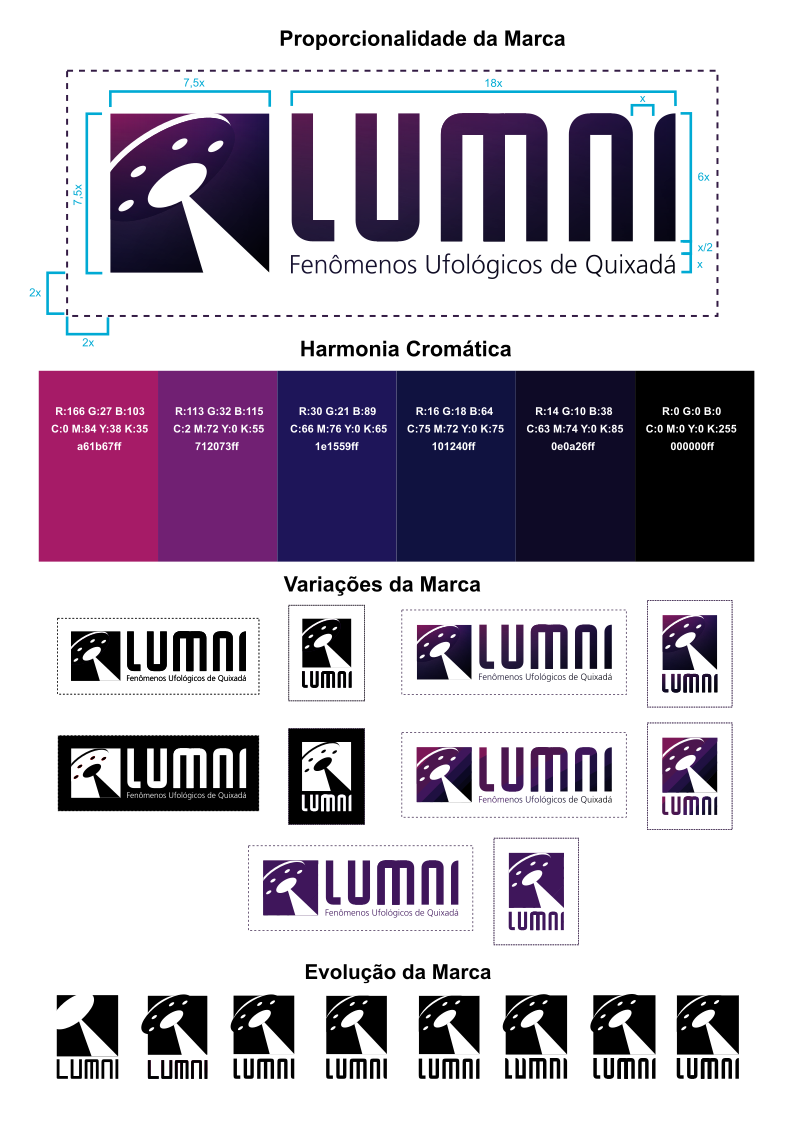 Proporcionalidade da Marca
7,5x
18x
x
7,5x
6x
x/2
x
2x
2x
LUMNI
Fenômenos Ufológicos de Quixadá
Harmonia Cromática
R:166 G:27 B:103
C:0 M:84 Y:38 K:35
a61b67ff
R:113 G:32 B:115
C:2 M:72 Y:0 K:55
712073ff
R:30 G:21 B:89
C:66 M:76 Y:0 K:65
1e1559ff
R:16 G:18 B:64
C:75 M:72 Y:0 K:75
101240ff
R:14 G:10 B:38
C:63 M:74 Y:0 K:85
0e0a26ff
R:0 G:0 B:0
C:0 M:0 Y:0 K:255
000000ff
Variações da Marca
LUMNI
Fenômenos Ufológicos de Quixadá
LUMNI
LUMNI
Fenômenos Ufológicos de Quixadá
LUMNI
LUMNI
Fenômenos Ufológicos de Quixadá
LUMNI
LUMNI
Fenômenos Ufológicos de Quixadá
LUMNI
LUMNI
Fenômenos Ufológicos de Quixadá
LUMNI
Evolução da Marca
LUMNI
LUMNI
LUMNI
LUMNI
LUMNI
LUMNI
LUMNI
LUMNI